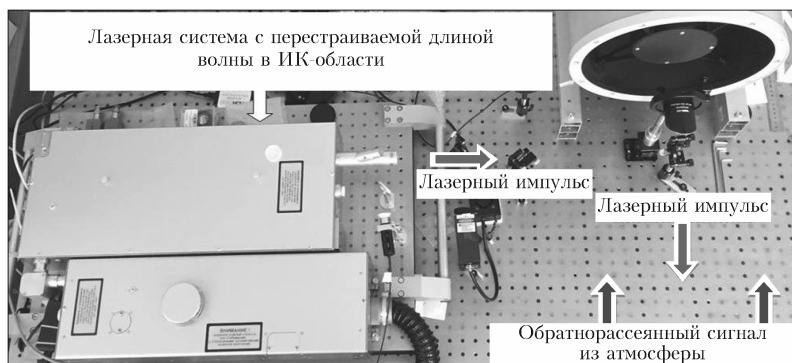 Лазерная система с перестраиваемой длиной
волны в ИК-области
Лазерный импульс
Лазерный импульс
ВНИМАНИЕ
Обратнорассеянный сигнал
из атмосферы